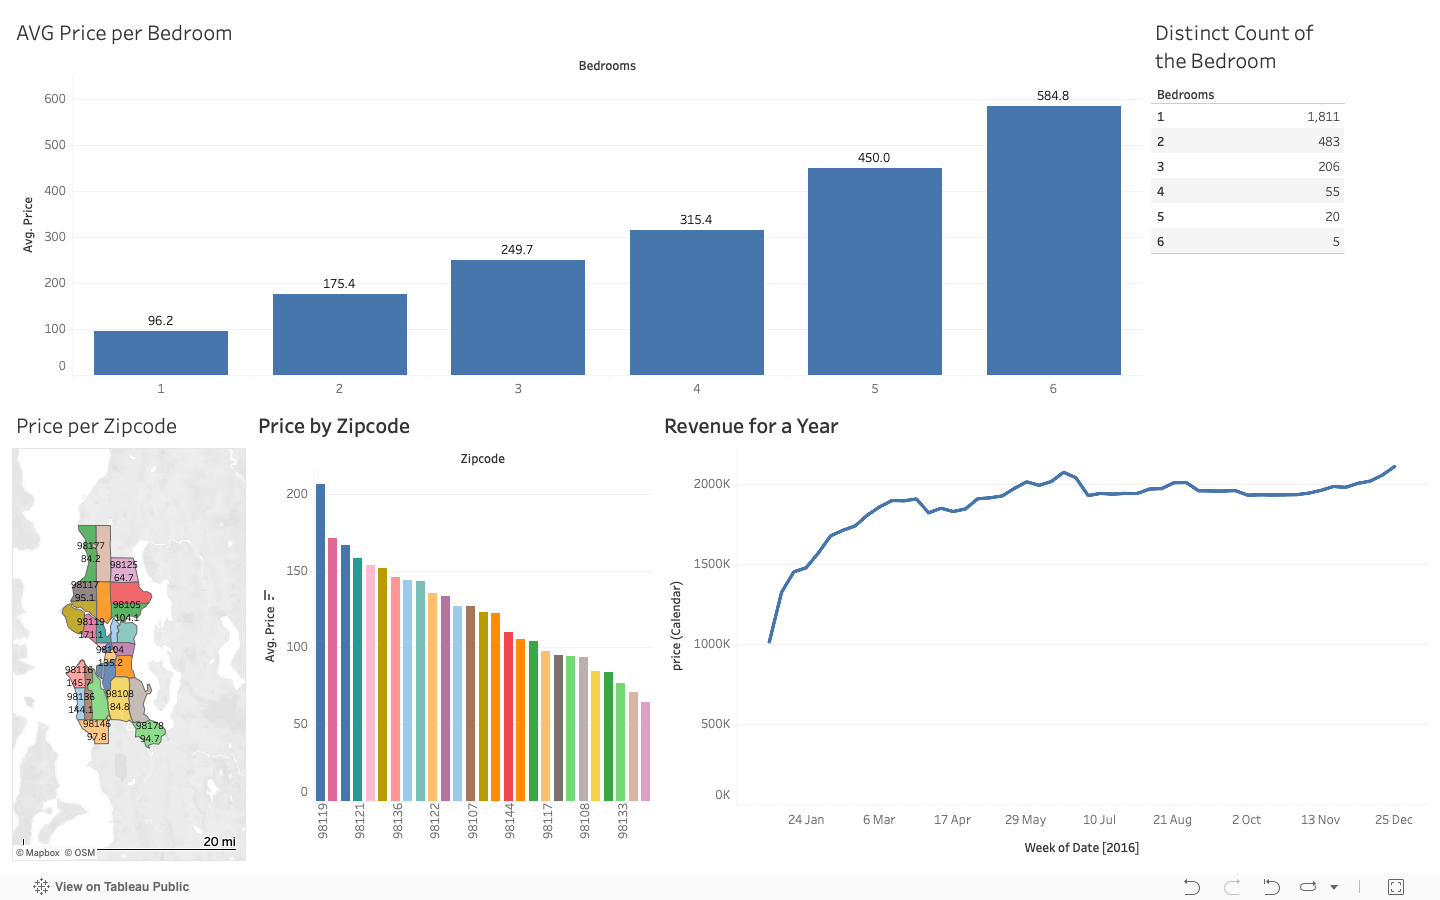 AVG Price per Bedroom
Bedrooms
Avg. Price
600
500
400
300
200
100
0
96.2
175.4
249.7
315.4
450.0
584.8
1
2
3
4
5
6
Distinct Count of
the Bedroom
Bedrooms
1 1,811
2 483
3 206
4 55
5 20
6 5
Price per Zipcode
98177
84.2
98125
64.7
98117
95.1
98105
104.1
98119
171.1
98104
135.2
98116
145.7
98136
144.1
98108
84.8
98146
97.8
98178
94.7
20 mi
© Mapbox © OSM
Price by Zipcode
Zipcode
Avg. Price
200
150
100
50
0
98119
98121
98136
98122
98107
98144
98117
98108
98133
Revenue for a Year
price (Calendar)
2000K
1500K
1000K
500K
0K
24 Jan
6 Mar
17 Apr
29 May
10 Jul
21 Aug
2 Oct
13 Nov
25 Dec
Week of Date [2016]
View on Tableau Public